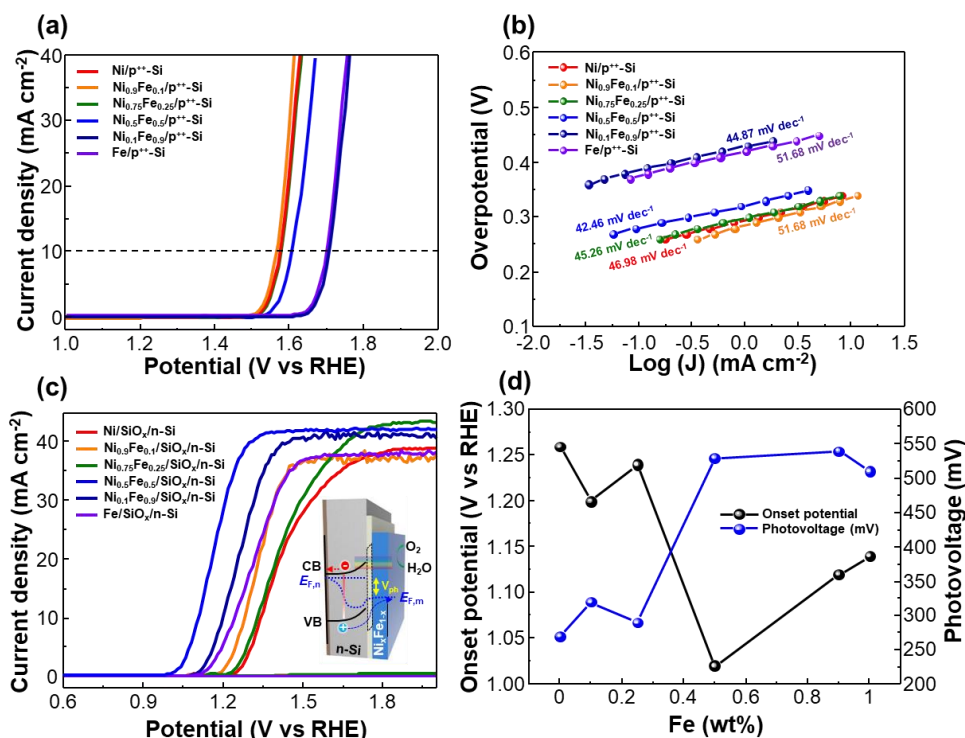 (a)
Current density (mA cm⁻²)
40
30
20
10
0
Ni/p⁺⁺-Si
Ni₀.₉Fe₀.₁/p⁺⁺-Si
Ni₀.₇₅Fe₀.₂₅/p⁺⁺-Si
Ni₀.₅Fe₀.₅/p⁺⁺-Si
Ni₀.₁Fe₀.₉/p⁺⁺-Si
Fe/p⁺⁺-Si
1.0 1.2 1.4 1.6 1.8 2.0
Potential (V vs RHE)
(b)
Overpotential (V)
0.6
0.5
0.4
0.3
0.2
0.1
Ni/p⁺⁺-Si
Ni₀.₉Fe₀.₁/p⁺⁺-Si
Ni₀.₇₅Fe₀.₂₅/p⁺⁺-Si
Ni₀.₅Fe₀.₅/p⁺⁺-Si
Ni₀.₁Fe₀.₉/p⁺⁺-Si
Fe/p⁺⁺-Si
44.87 mV dec⁻¹
51.68 mV dec⁻¹
42.46 mV dec⁻¹
45.26 mV dec⁻¹
46.98 mV dec⁻¹
51.68 mV dec⁻¹
-2.0 -1.5 -1.0 -0.5 0.0 0.5 1.0 1.5
Log (J) (mA cm⁻²)
(c)
Current density (mA cm⁻²)
40
30
20
10
0
Ni/SiOₓ/n-Si
Ni₀.₉Fe₀.₁/SiOₓ/n-Si
Ni₀.₇₅Fe₀.₂₅/SiOₓ/n-Si
Ni₀.₅Fe₀.₅/SiOₓ/n-Si
Ni₀.₁Fe₀.₉/SiOₓ/n-Si
Fe/SiOₓ/n-Si
O₂
H₂O
CB
E_F,n
V_ph
E_F,m
VB
n-Si
NiₓFe₁₋ₓ
0.6 0.9 1.2 1.5 1.8
Potential (V vs RHE)
(d)
Onset potential (V vs RHE)
1.30
1.25
1.20
1.15
1.10
1.05
1.00
Onset potential
Photovoltage (mV)
600
550
500
450
400
350
300
250
200
Photovoltage (mV)
0.0 0.2 0.4 0.6 0.8 1.0
Fe (wt%)